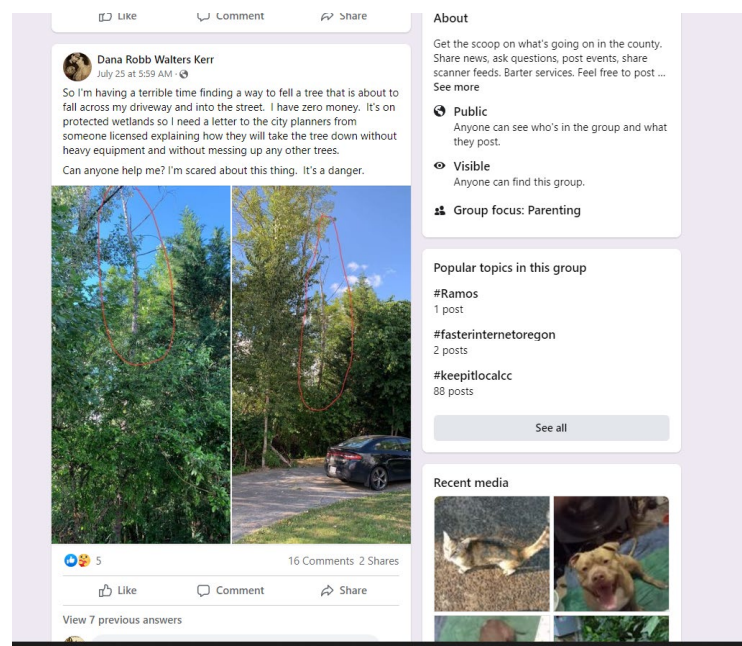 Like
Comment
Share
Dana Robb Walters Kerr
July 25 at 5:59 AM ·
So I'm having a terrible time finding a way to fell a tree that is about to
fall across my driveway and into the street.  I have zero money.  It's on
protected wetlands so I need a letter to the city planners from
someone licensed explaining how they will take the tree down without
heavy equipment and without messing up any other trees.
Can anyone help me? I'm scared about this thing.  It's a danger.
5
16 Comments 2 Shares
Like
Comment
Share
View 7 previous answers
About
Get the scoop on what's going on in the county.
Share news, ask questions, post events, share
scanner feeds. Barter services. Feel free to post ...
See more
Public
Anyone can see who's in the group and what
they post.
Visible
Anyone can find this group.
Group focus: Parenting
Popular topics in this group
#Ramos
1 post
#fasterinternetoregon
2 posts
#keepitlocalcc
88 posts
See all
Recent media